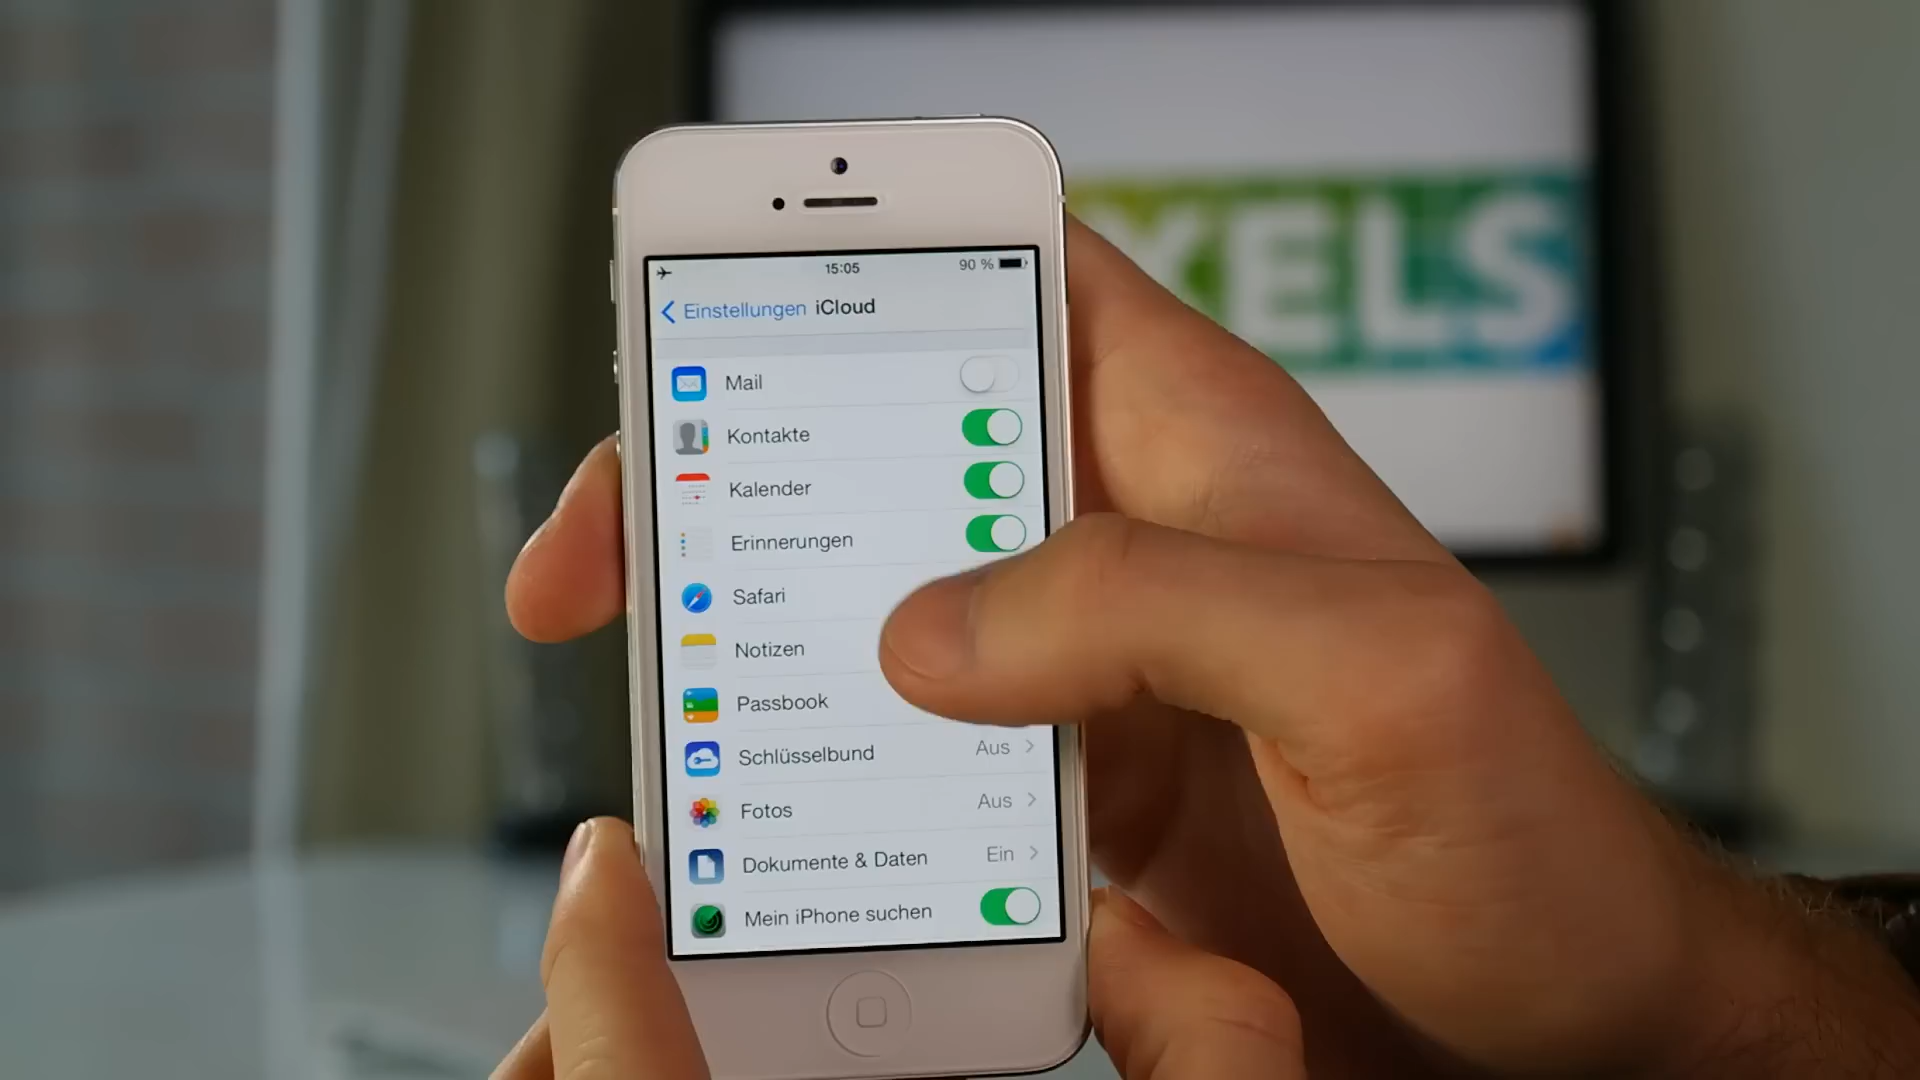 XELS
15:05 90 %
Einstellungen iCloud
Mail
Kontakte
Kalender
Erinnerungen
Safari
Notizen
Passbook
Schlüsselbund Aus
Fotos Aus
Dokumente & Daten Ein
Mein iPhone suchen